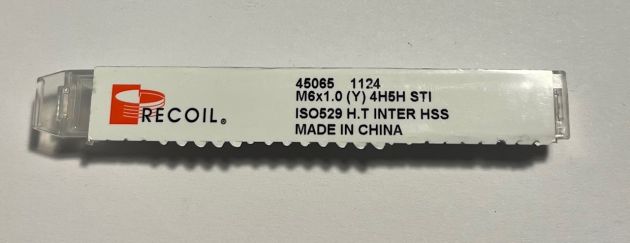 RECOIL®
45065 1124
M6x1.0 (Y) 4H5H STI
ISO529 H.T INTER HSS
MADE IN CHINA